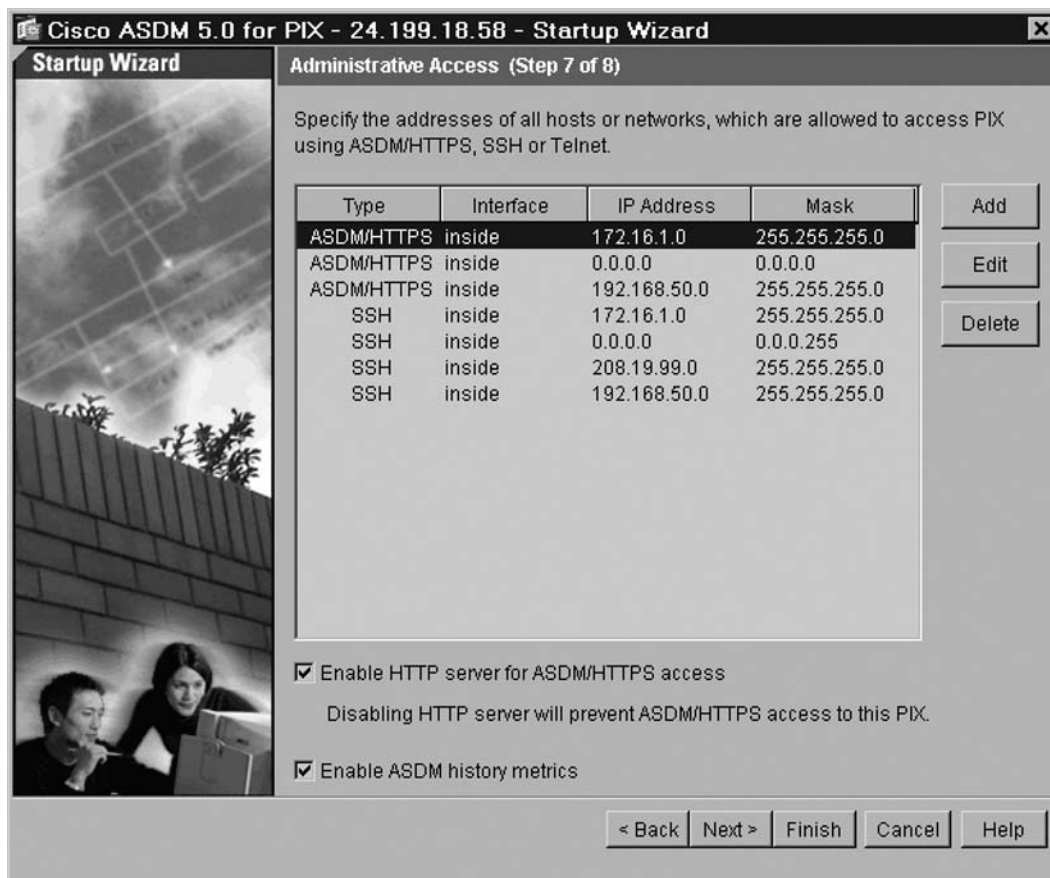 Cisco ASDM 5.0 for PIX - 24.199.18.58 - Startup Wizard
Startup Wizard
Administrative Access (Step 7 of 8)
Specify the addresses of all hosts or networks, which are allowed to access PIX
using ASDM/HTTPS, SSH or Telnet.
Type Interface IP Address Mask
ASDM/HTTPS inside 172.16.1.0 255.255.255.0
ASDM/HTTPS inside 0.0.0.0 0.0.0.0
ASDM/HTTPS inside 192.168.50.0 255.255.255.0
SSH inside 172.16.1.0 255.255.255.0
SSH inside 0.0.0.0 0.0.0.255
SSH inside 208.19.99.0 255.255.255.0
SSH inside 192.168.50.0 255.255.255.0
Add
Edit
Delete
Enable HTTP server for ASDM/HTTPS access
Disabling HTTP server will prevent ASDM/HTTPS access to this PIX.
Enable ASDM history metrics
< Back Next > Finish Cancel Help